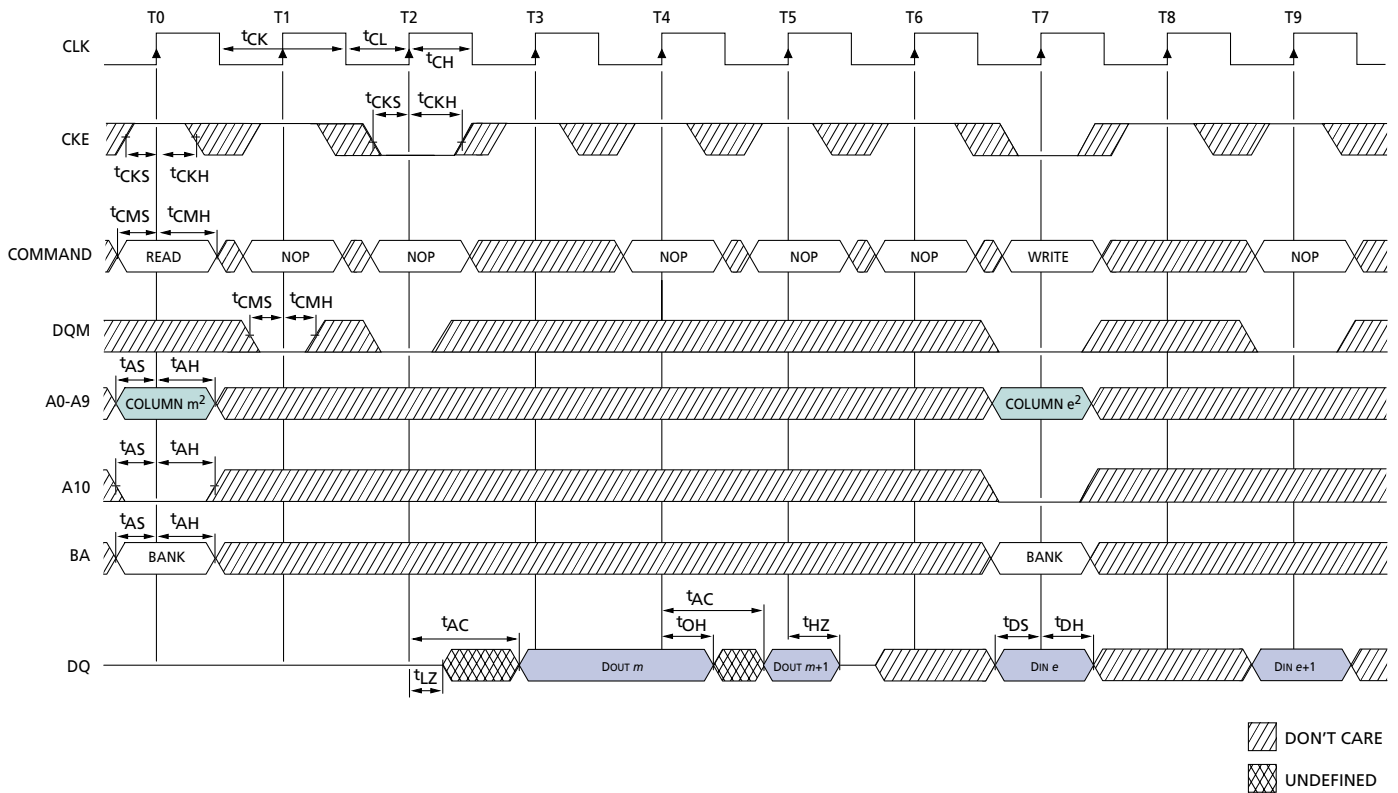 T0 T1 T2 T3 T4 T5 T6 T7 T8 T9
CLK
tCK tCL
tCH
tCKS tCKH
CKE
tCKS tCKH
tCMS tCMH
COMMAND READ NOP NOP NOP NOP NOP WRITE NOP
tCMS tCMH
DQM
tAS tAH
A0-A9 COLUMN m2 COLUMN e2
tAS tAH
A10
tAS tAH
BA BANK BANK
tAC
tAC tOH tHZ tDS tDH
DQ DOUT m DOUT m+1 DIN e DIN e+1
tLZ
DON'T CARE
UNDEFINED